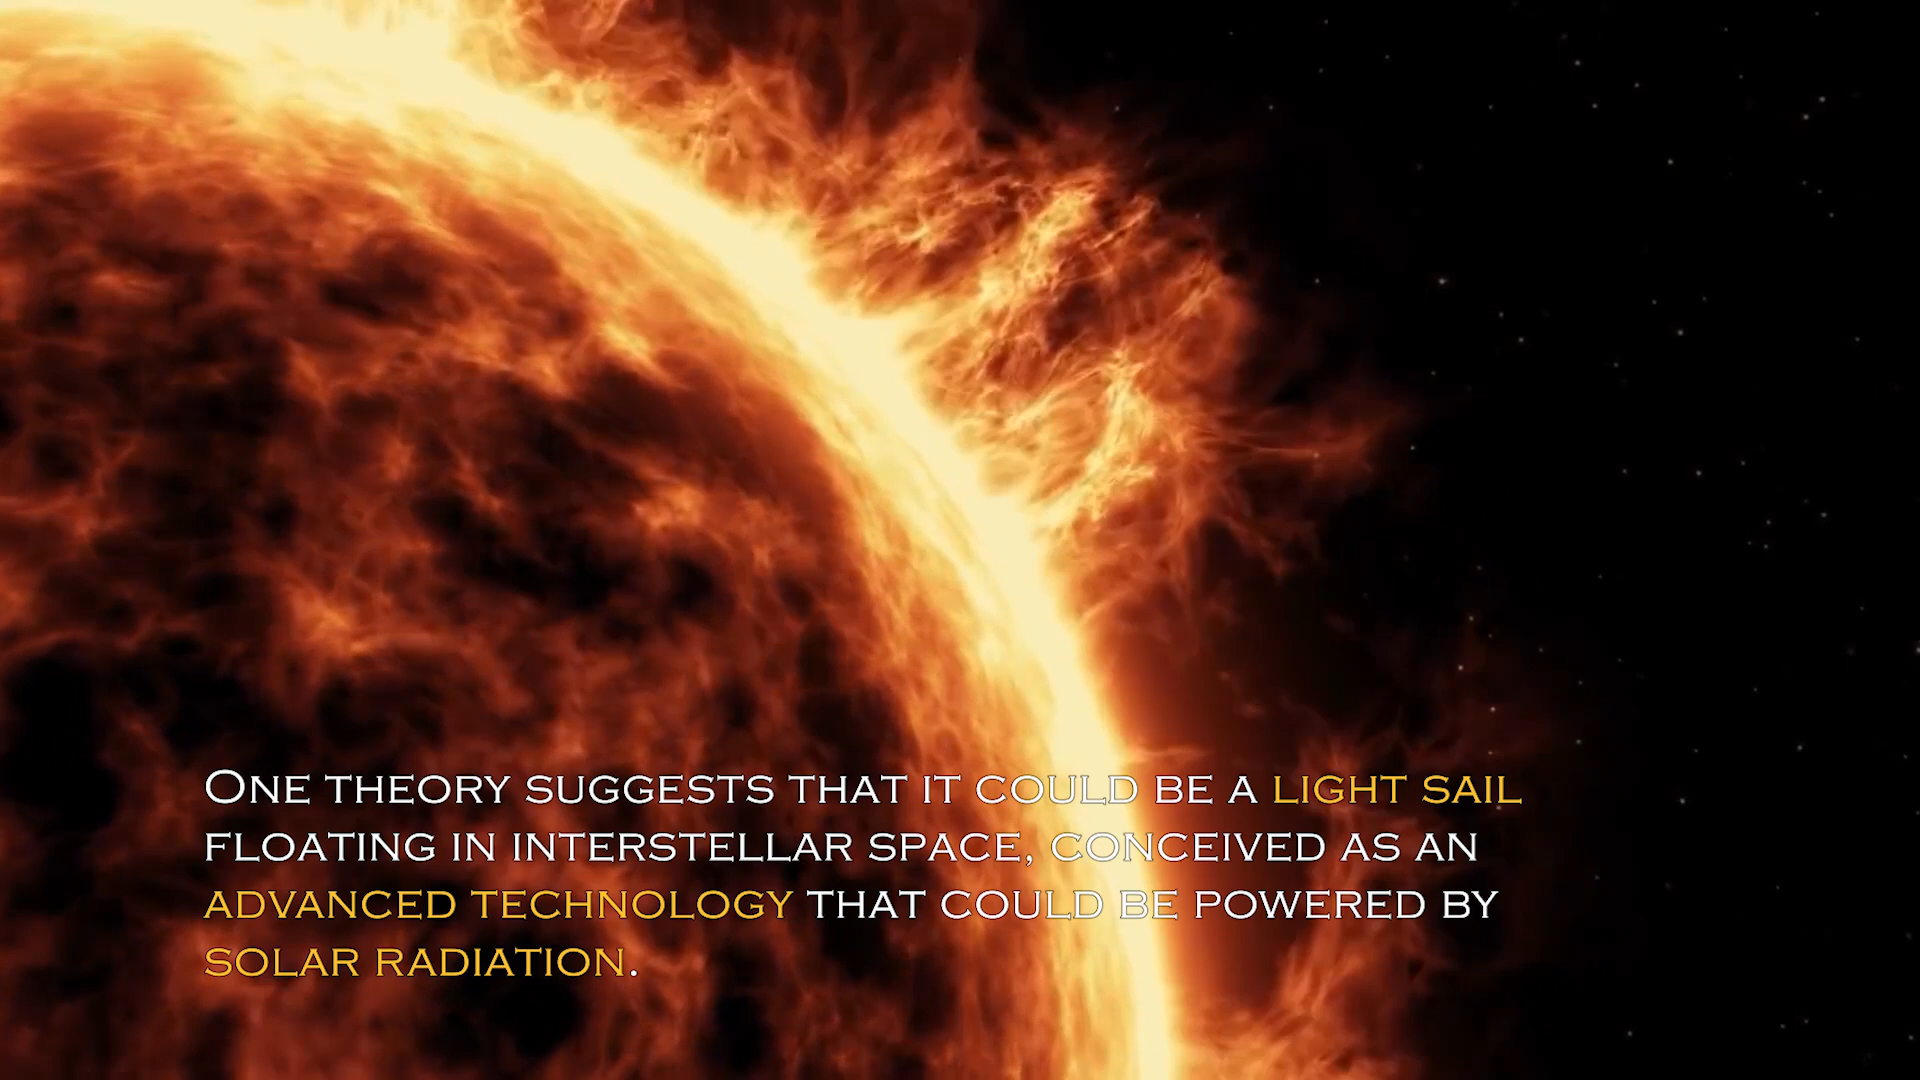 One theory suggests that it could be a light sail
floating in interstellar space, conceived as an
advanced technology that could be powered by
solar radiation.